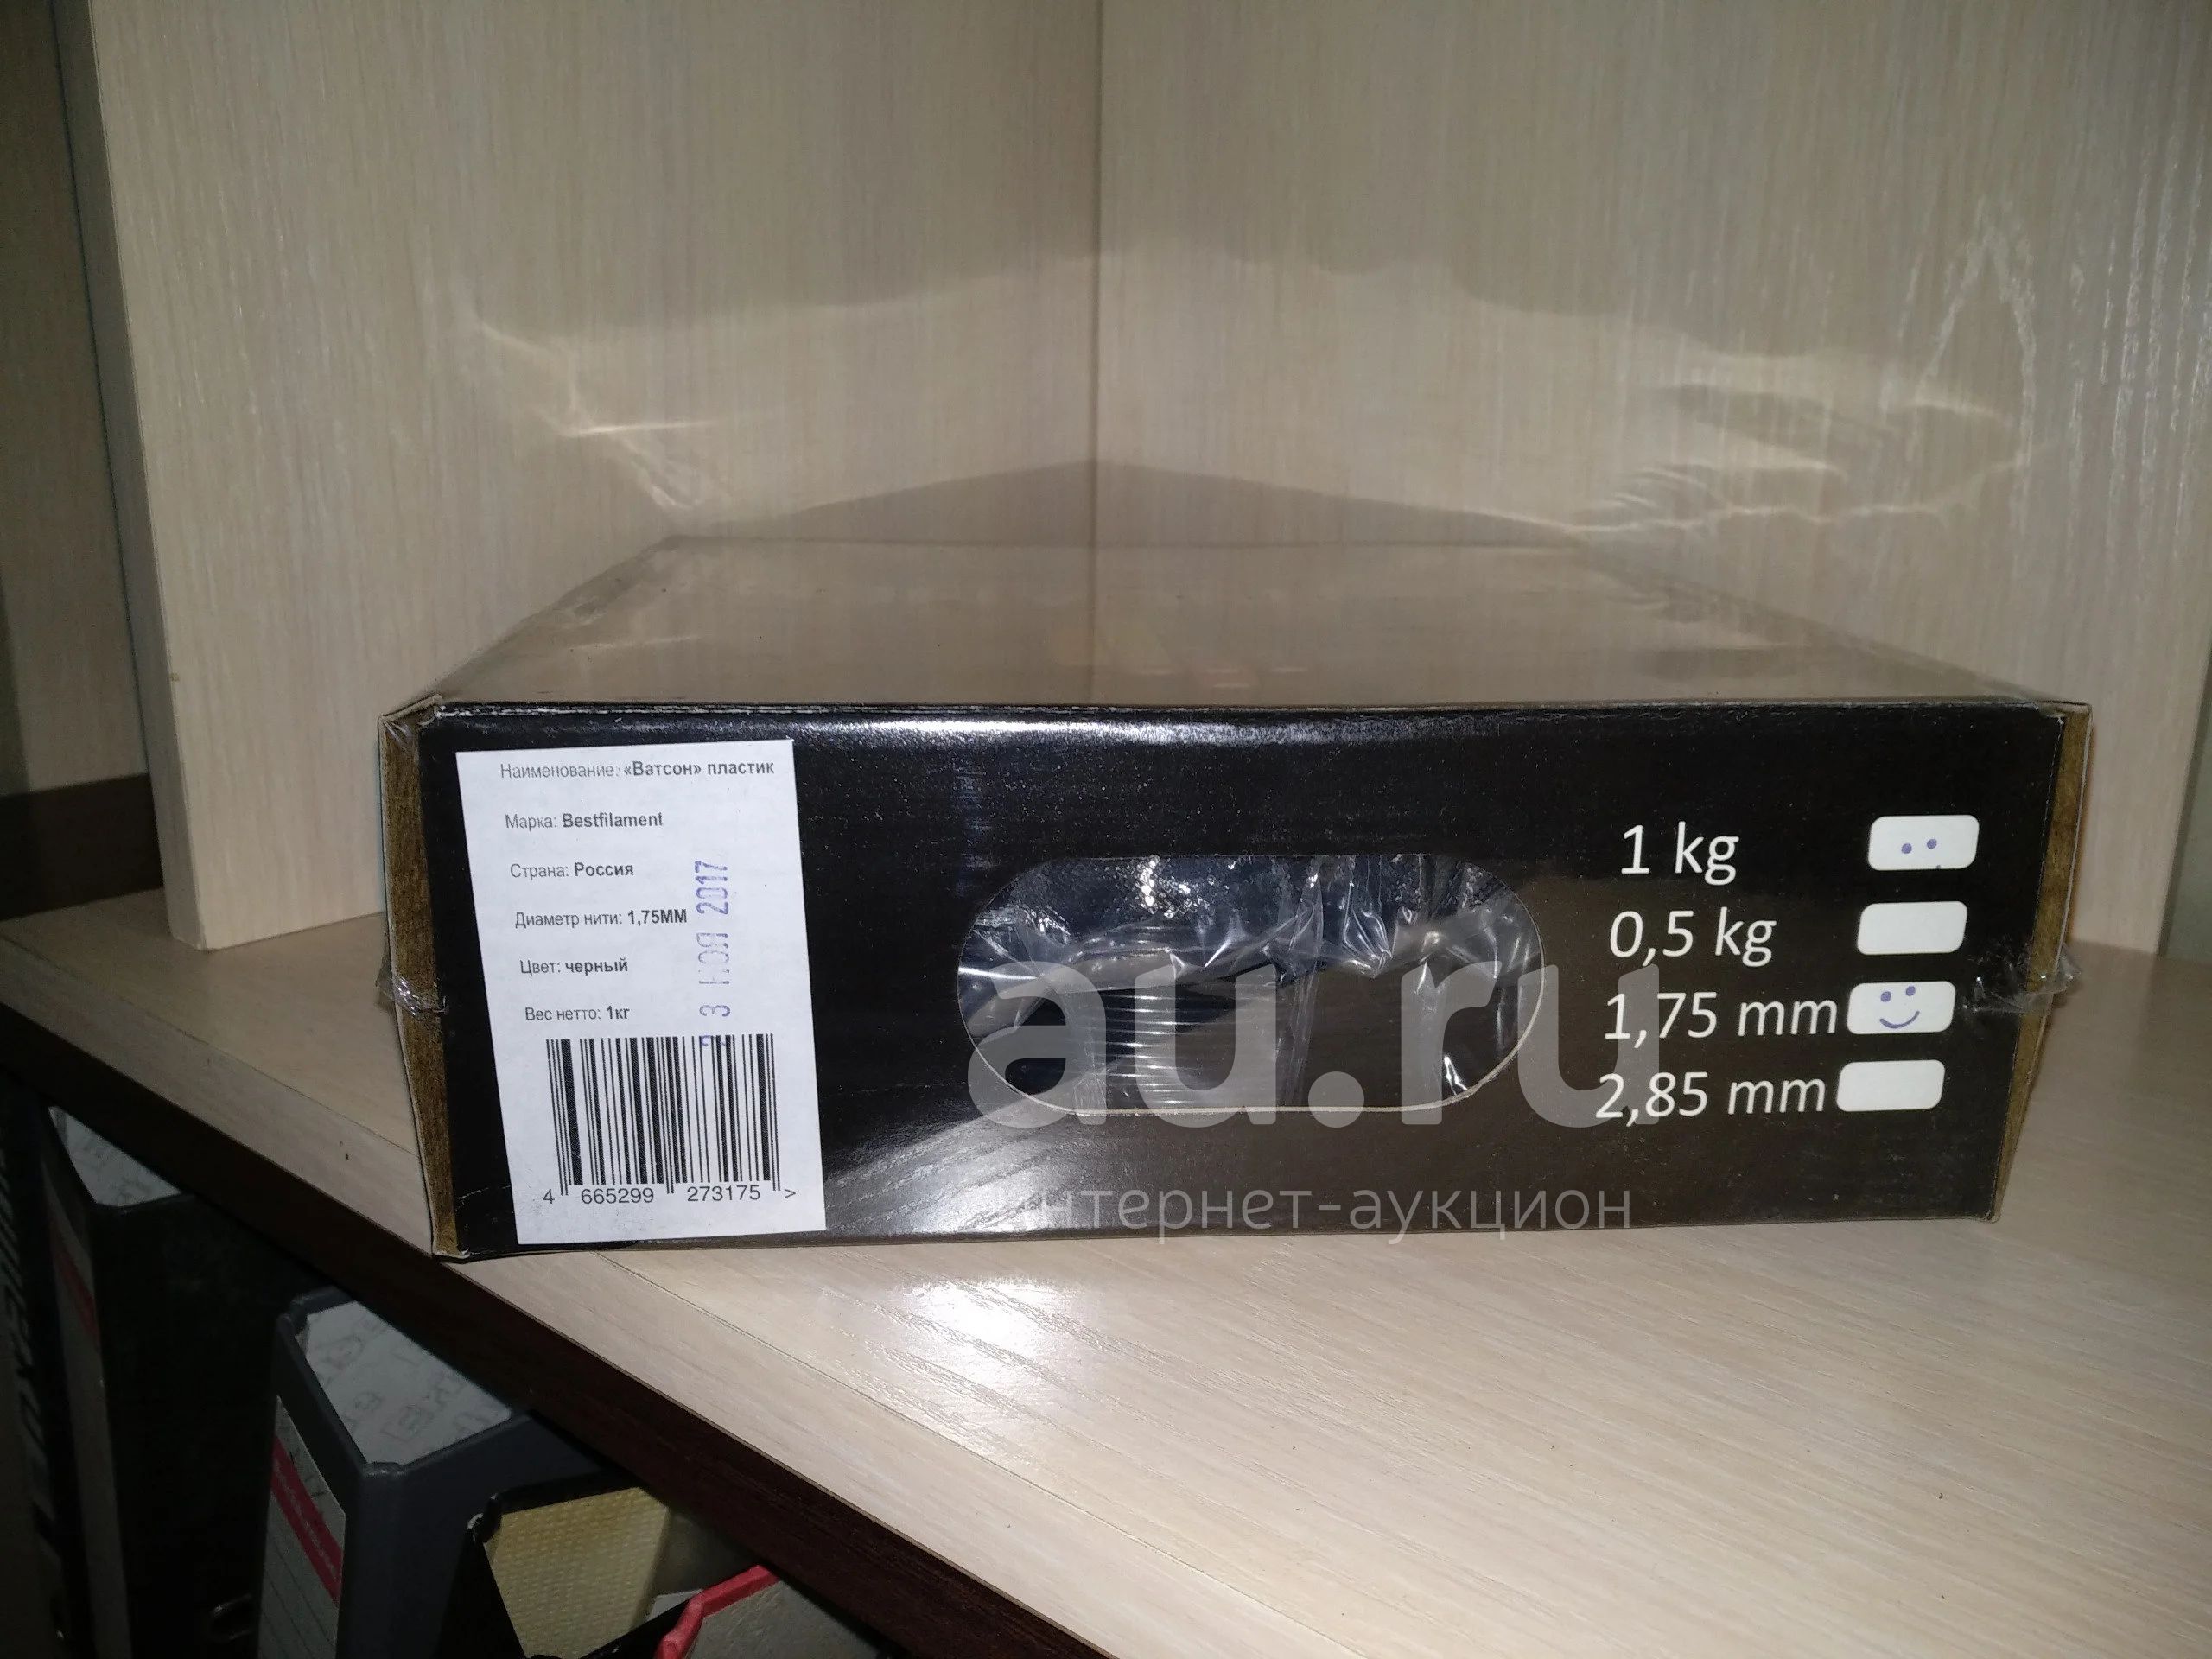 Наименование: «Ватсон» пластик
Марка: Bestfilament
Страна: Россия
Диаметр нити: 1,75ММ
Цвет: черный
Вес нетто: 1кг
23 НОЯ 2017
4 665299 273175 >
1 kg
0,5 kg
1,75 mm
2,85 mm
au.ru
интернет-аукцион